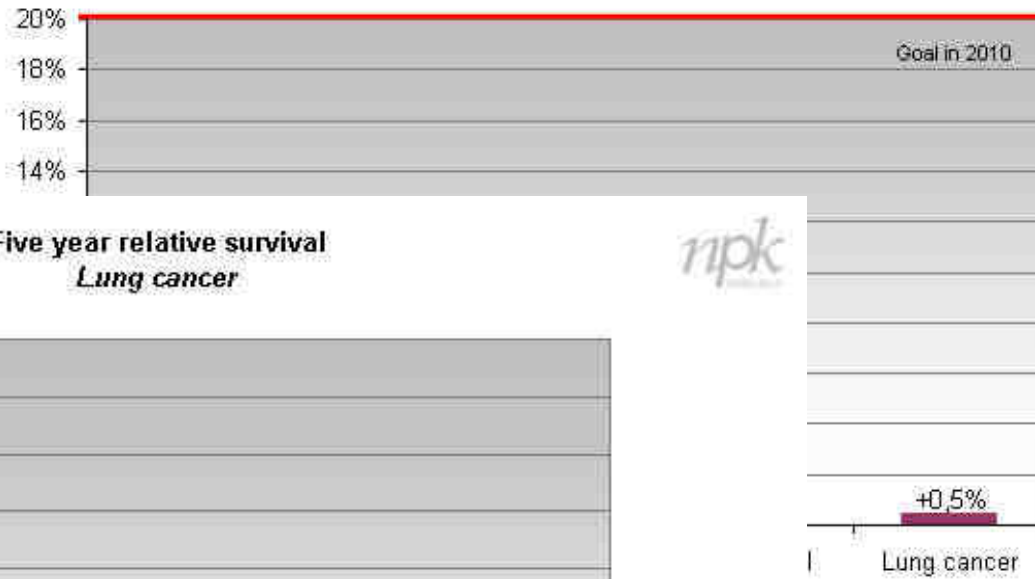 20%
Goal in 2010
18%
16%
14%
Five year relative survival
Lung cancer
npk
+0,5%
Lung cancer